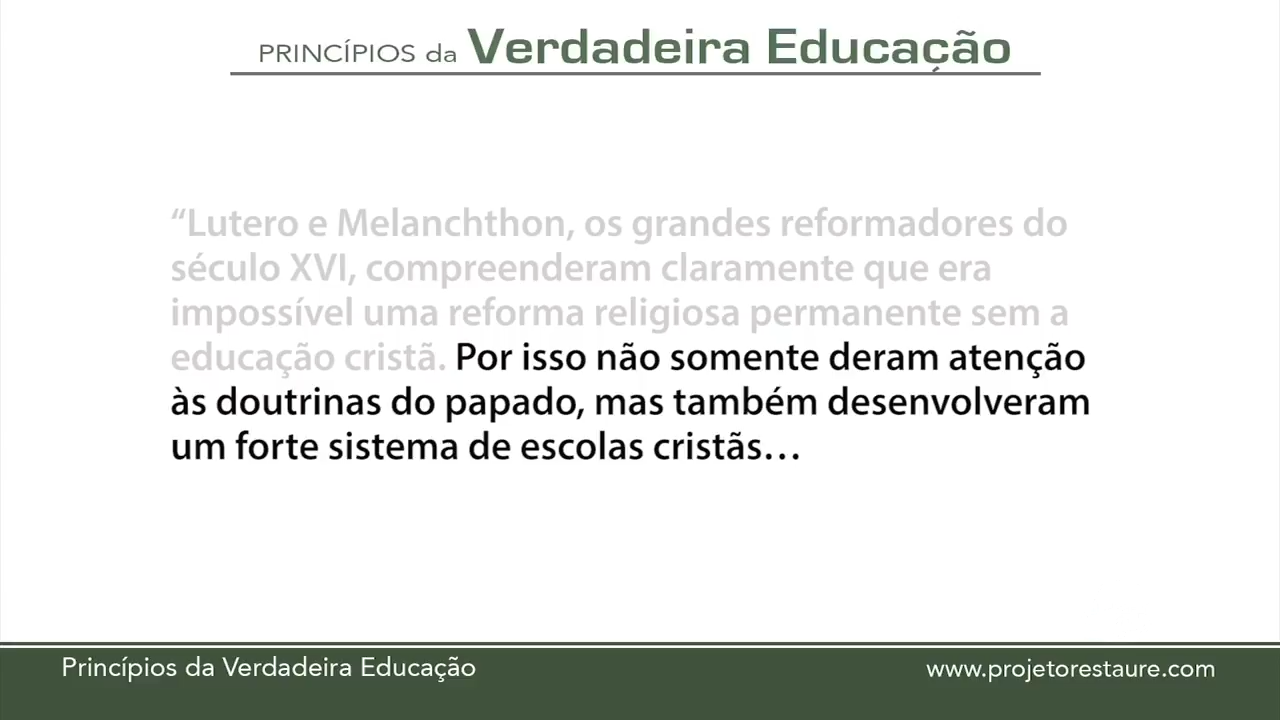 PRINCÍPIOS da Verdadeira Educação
“Lutero e Melanchthon, os grandes reformadores do
século XVI, compreenderam claramente que era
impossível uma reforma religiosa permanente sem a
educação cristã. Por isso não somente deram atenção
às doutrinas do papado, mas também desenvolveram
um forte sistema de escolas cristãs…
Princípios da Verdadeira Educação
www.projetorestaure.com